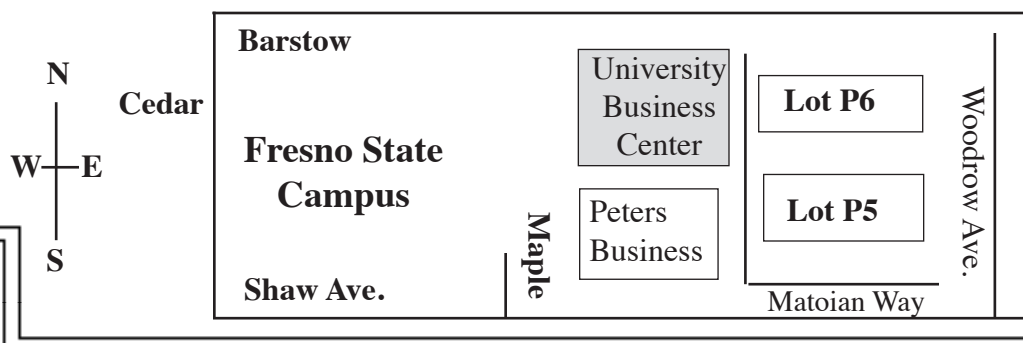 Barstow
N
Cedar
W E
S
Fresno State
Campus
Shaw Ave.
Maple
University
Business
Center
Peters
Business
Lot P6
Lot P5
Woodrow Ave.
Matoian Way